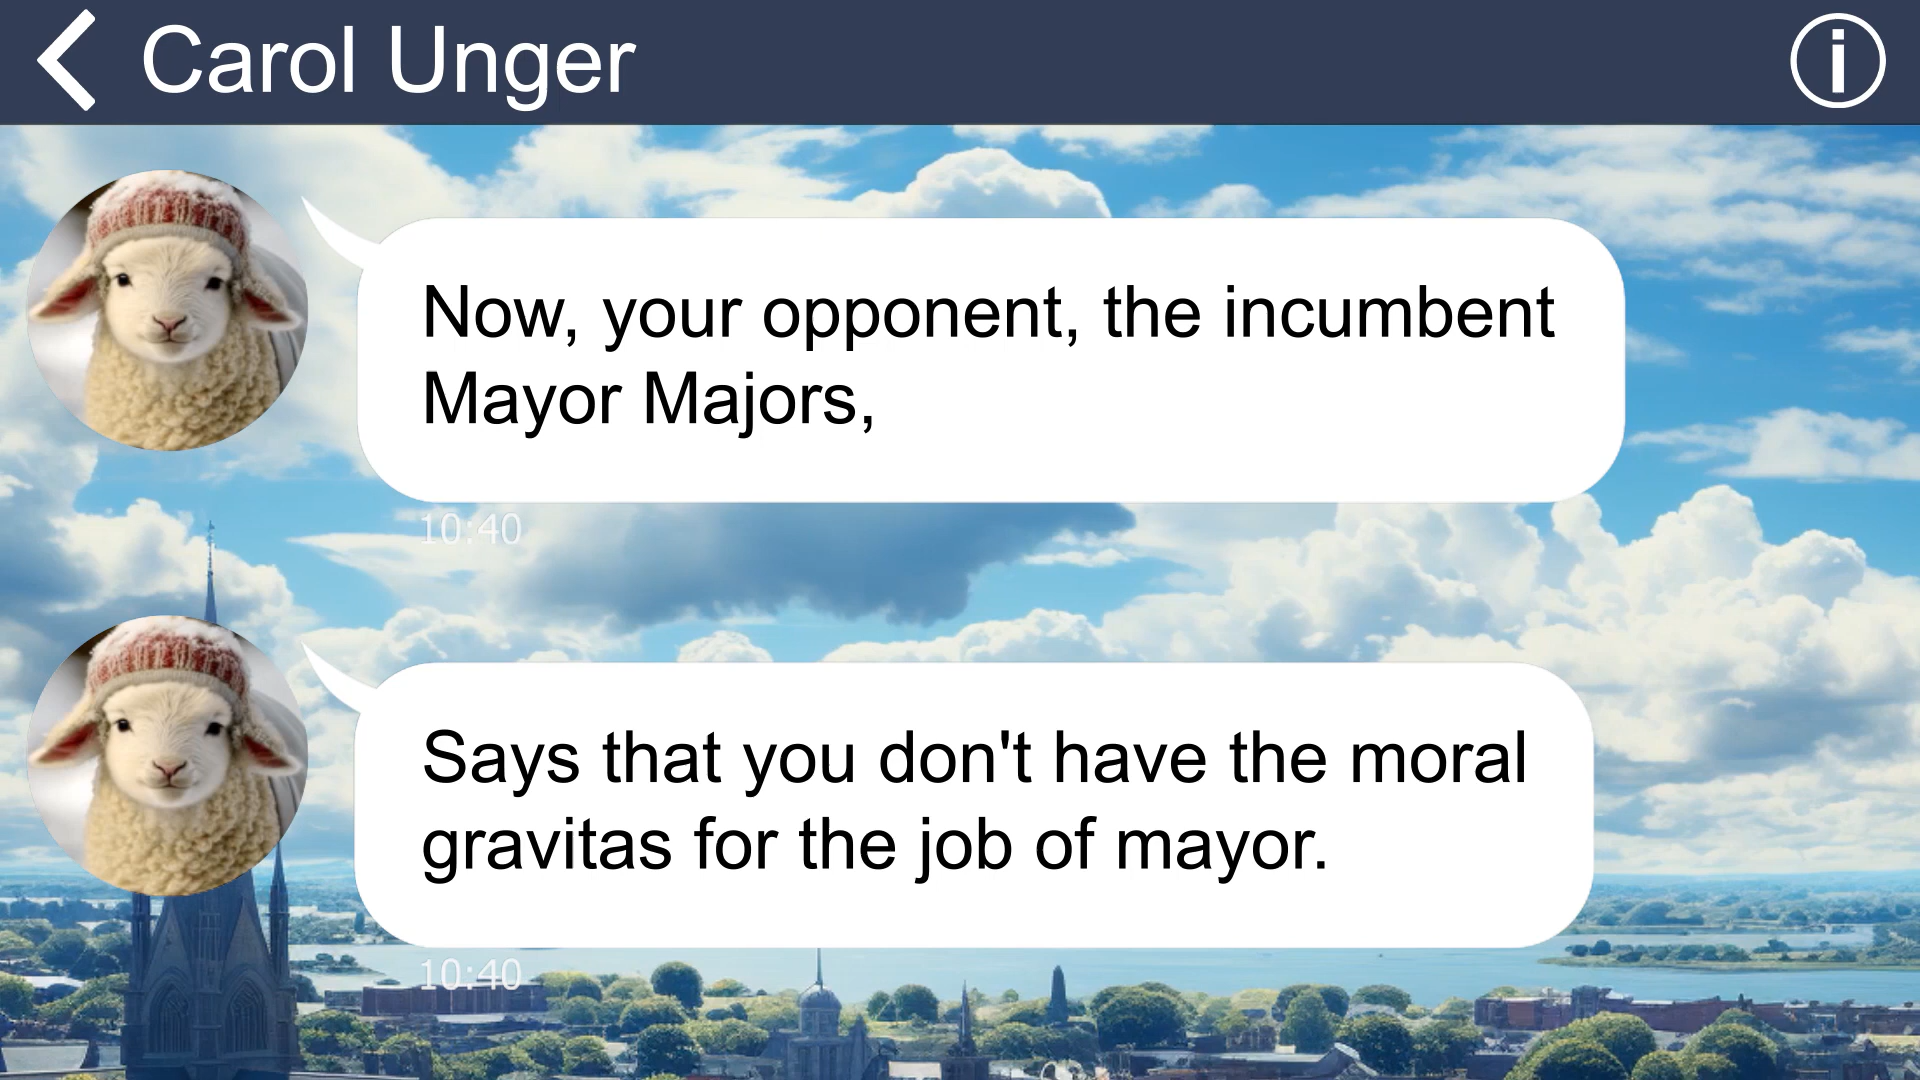 Carol Unger
Now, your opponent, the incumbent
Mayor Majors,
10:40
Says that you don't have the moral
gravitas for the job of mayor.
10:40